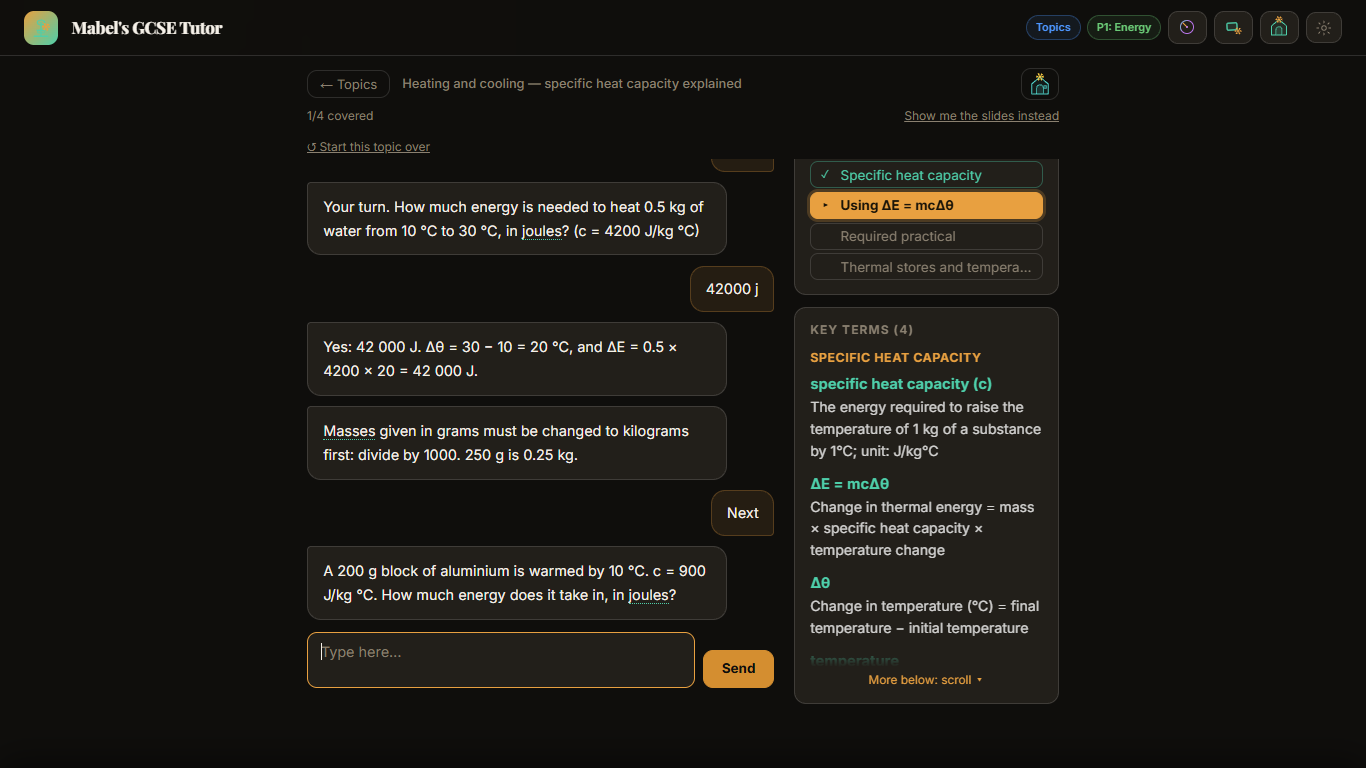 Mabel's GCSE Tutor
Topics
P1: Energy
← Topics
Heating and cooling — specific heat capacity explained
1/4 covered
Show me the slides instead
↺ Start this topic over
Your turn. How much energy is needed to heat 0.5 kg of
water from 10 °C to 30 °C, in joules? (c = 4200 J/kg °C)
42000 j
Yes: 42 000 J. Δθ = 30 − 10 = 20 °C, and ΔE = 0.5 ×
4200 × 20 = 42 000 J.
Masses given in grams must be changed to kilograms
first: divide by 1000. 250 g is 0.25 kg.
Next
A 200 g block of aluminium is warmed by 10 °C. c = 900
J/kg °C. How much energy does it take in, in joules?
Type here...
Send
✓ Specific heat capacity
▸ Using ΔE = mcΔθ
Required practical
Thermal stores and tempera...
KEY TERMS (4)
SPECIFIC HEAT CAPACITY
specific heat capacity (c)
The energy required to raise the
temperature of 1 kg of a substance
by 1°C; unit: J/kg°C
ΔE = mcΔθ
Change in thermal energy = mass
× specific heat capacity ×
temperature change
Δθ
Change in temperature (°C) = final
temperature − initial temperature
temperature
More below: scroll ▾